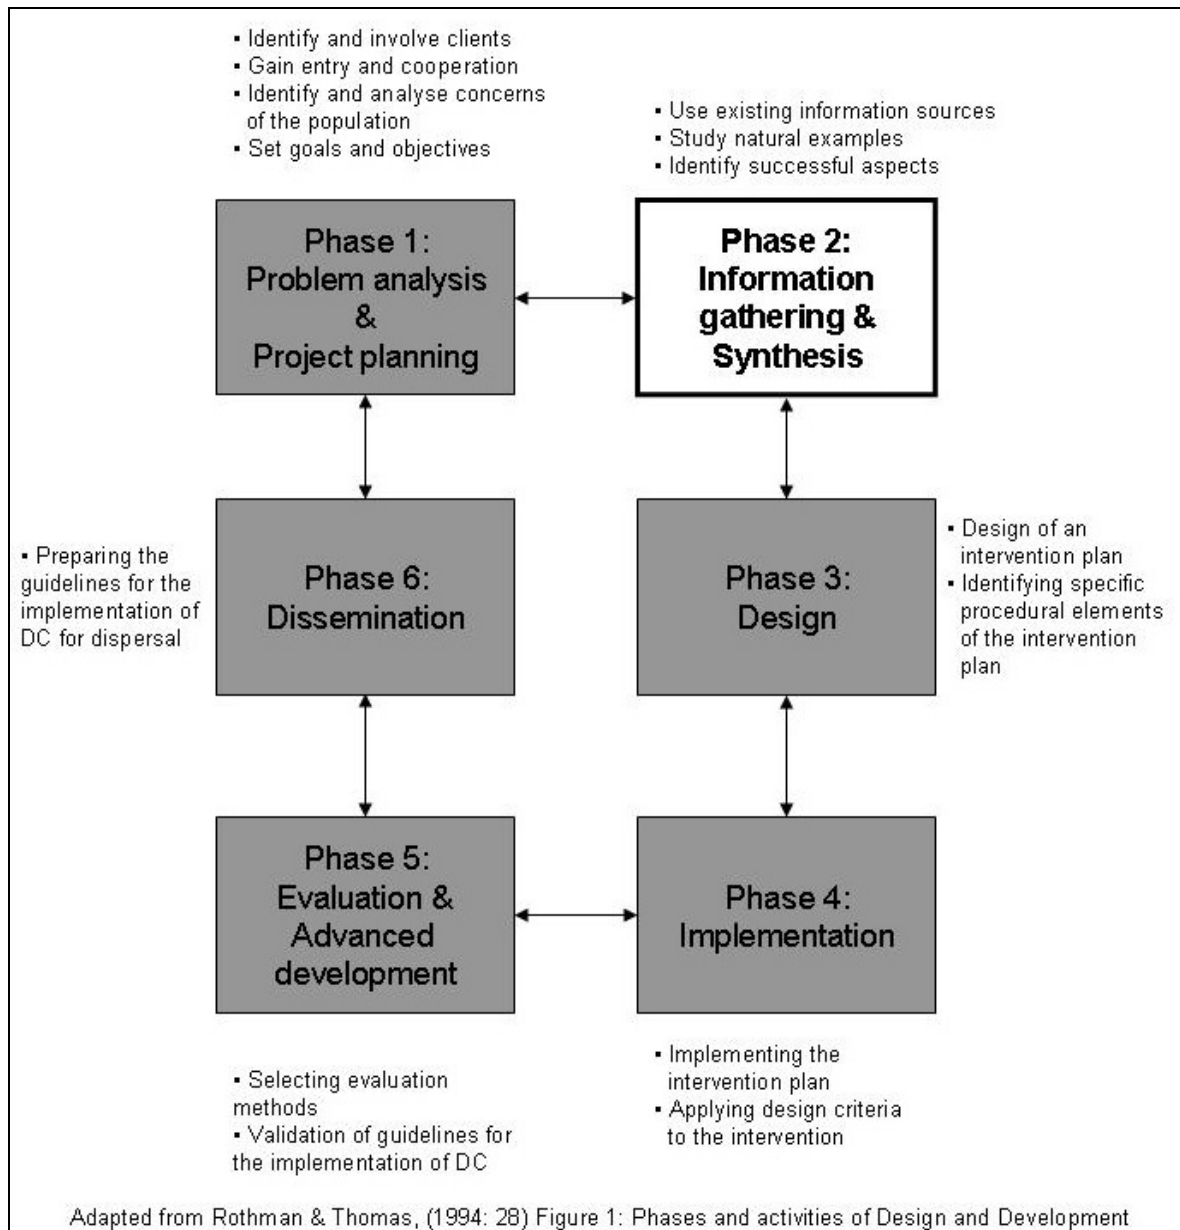 ▪ Identify and involve clients
▪ Gain entry and cooperation
▪ Identify and analyse concerns
of the population
▪ Set goals and objectives
▪ Use existing information sources
▪ Study natural examples
▪ Identify successful aspects
Phase 1:
Problem analysis
&
Project planning
Phase 2:
Information
gathering &
Synthesis
▪ Preparing the
guidelines for the
implementation of
DC for dispersal
Phase 6:
Dissemination
Phase 3:
Design
▪ Design of an
intervention plan
▪ Identifying specific
procedural elements
of the intervention
plan
Phase 5:
Evaluation &
Advanced
development
Phase 4:
Implementation
▪ Selecting evaluation
methods
▪ Validation of guidelines for
the implementation of DC
▪ Implementing the
intervention plan
▪ Applying design criteria
to the intervention
Adapted from Rothman & Thomas, (1994: 28) Figure 1: Phases and activities of Design and Development